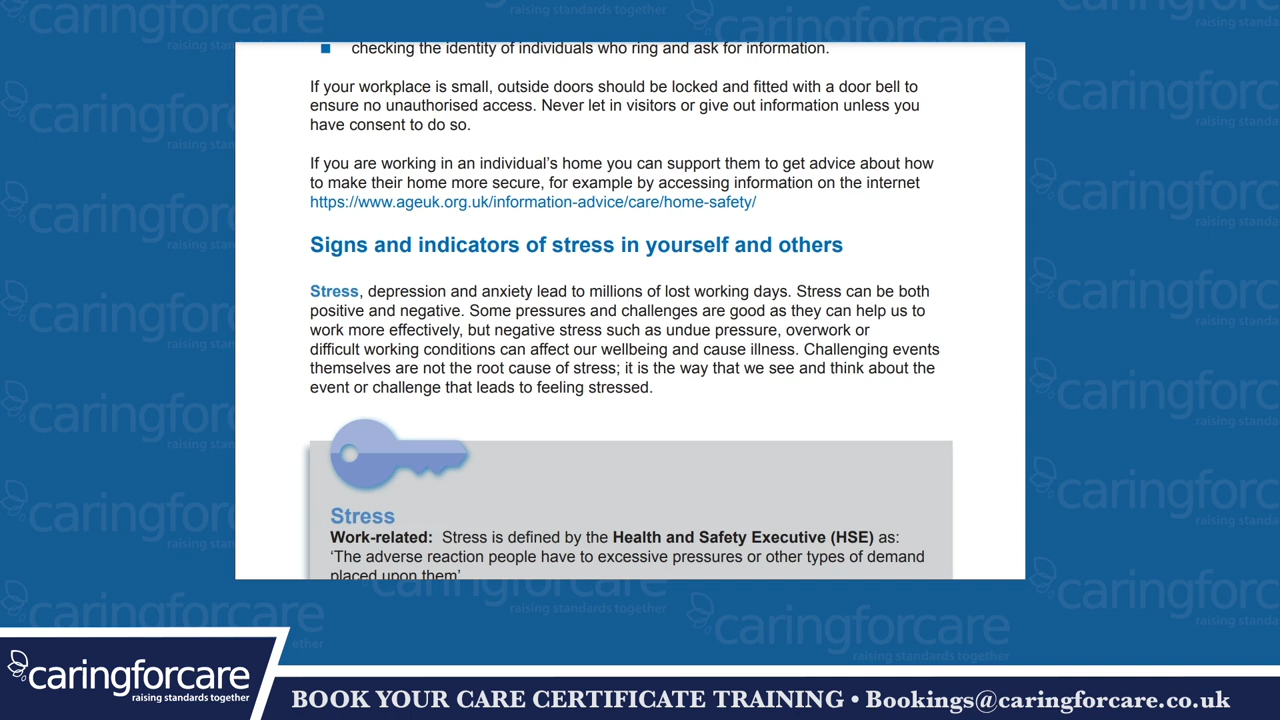 ■ checking the identity of individuals who ring and ask for information.
If your workplace is small, outside doors should be locked and fitted with a door bell to
ensure no unauthorised access. Never let in visitors or give out information unless you
have consent to do so.
If you are working in an individual's home you can support them to get advice about how
to make their home more secure, for example by accessing information on the internet
https://www.ageuk.org.uk/information-advice/care/home-safety/
Signs and indicators of stress in yourself and others
Stress, depression and anxiety lead to millions of lost working days. Stress can be both
positive and negative. Some pressures and challenges are good as they can help us to
work more effectively, but negative stress such as undue pressure, overwork or
difficult working conditions can affect our wellbeing and cause illness. Challenging events
themselves are not the root cause of stress; it is the way that we see and think about the
event or challenge that leads to feeling stressed.
Stress
Work-related: Stress is defined by the Health and Safety Executive (HSE) as:
'The adverse reaction people have to excessive pressures or other types of demand
placed upon them'
caringforcare
raising standards together
BOOK YOUR CARE CERTIFICATE TRAINING • Bookings@caringforcare.co.uk